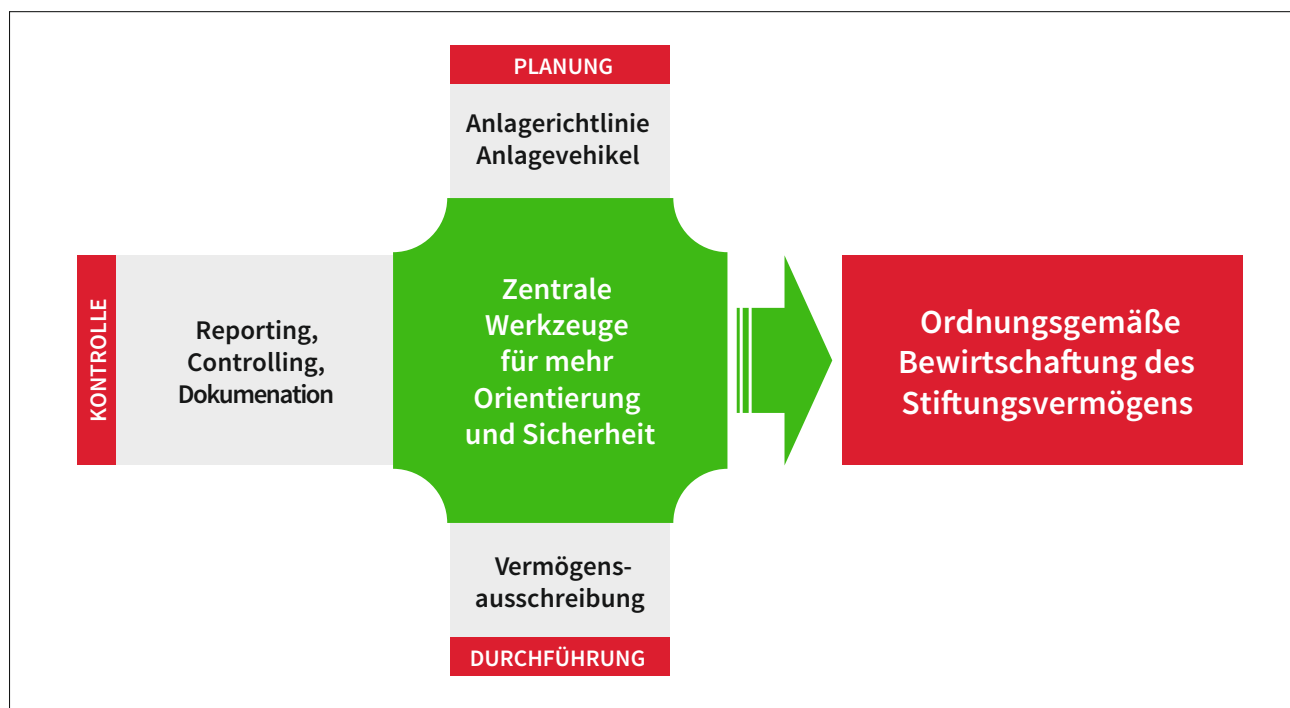 PLANUNG
Anlagerichtlinie
Anlagevehikel
KONTROLLE
Reporting,
Controlling,
Dokumenation
Zentrale
Werkzeuge
für mehr
Orientierung
und Sicherheit
Ordnungsgemäße
Bewirtschaftung des
Stiftungsvermögens
Vermögens-
ausschreibung
DURCHFÜHRUNG